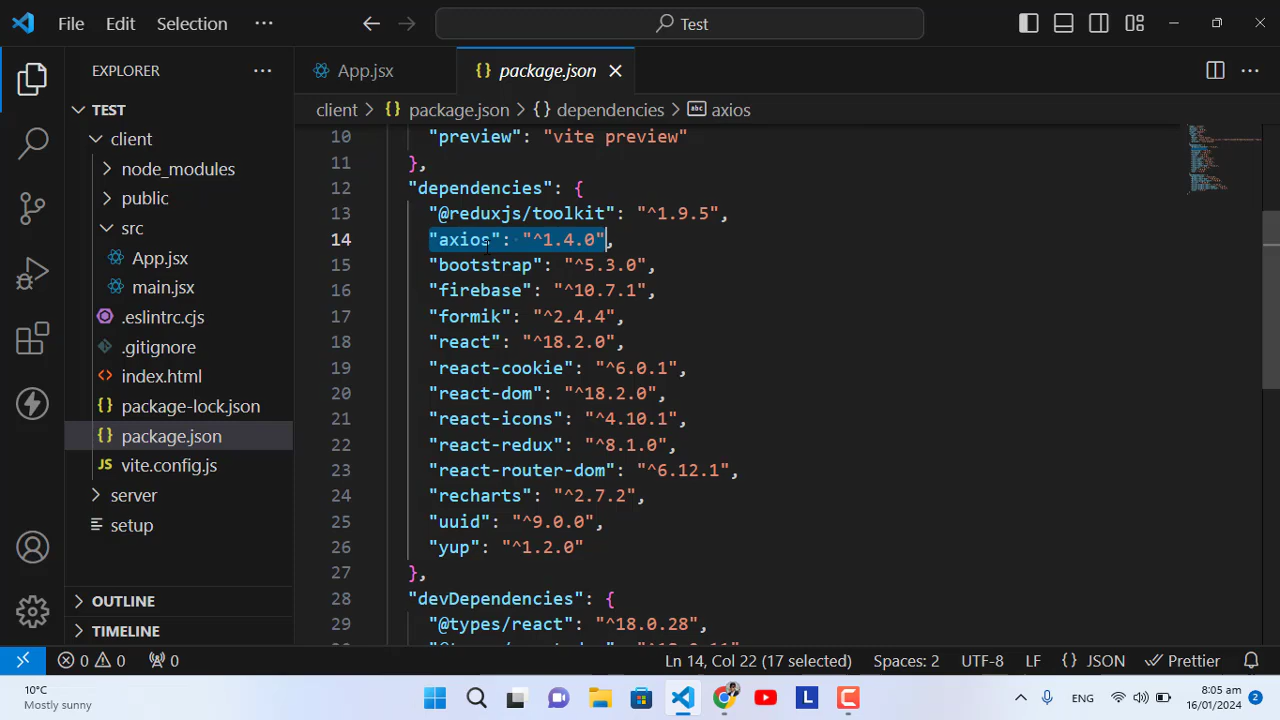 File Edit Selection ··· Test
EXPLORER ···
App.jsx {} package.json
TEST
client > {} package.json > {} dependencies > abc axios
client
node_modules
public
src
App.jsx
main.jsx
.eslintrc.cjs
.gitignore
index.html
{} package-lock.json
{} package.json
JS vite.config.js
server
setup
OUTLINE
TIMELINE
10 "preview": "vite preview"
11 },
12 "dependencies": {
13 "@reduxjs/toolkit": "^1.9.5",
14 "axios": "^1.4.0",
15 "bootstrap": "^5.3.0",
16 "firebase": "^10.7.1",
17 "formik": "^2.4.4",
18 "react": "^18.2.0",
19 "react-cookie": "^6.0.1",
20 "react-dom": "^18.2.0",
21 "react-icons": "^4.10.1",
22 "react-redux": "^8.1.0",
23 "react-router-dom": "^6.12.1",
24 "recharts": "^2.7.2",
25 "uuid": "^9.0.0",
26 "yup": "^1.2.0"
27 },
28 "devDependencies": {
29 "@types/react": "^18.0.28",
0 0 0 Ln 14, Col 22 (17 selected) Spaces: 2 UTF-8 LF {} JSON Prettier
10°C
Mostly sunny
L
ENG
8:05 am
16/01/2024
2